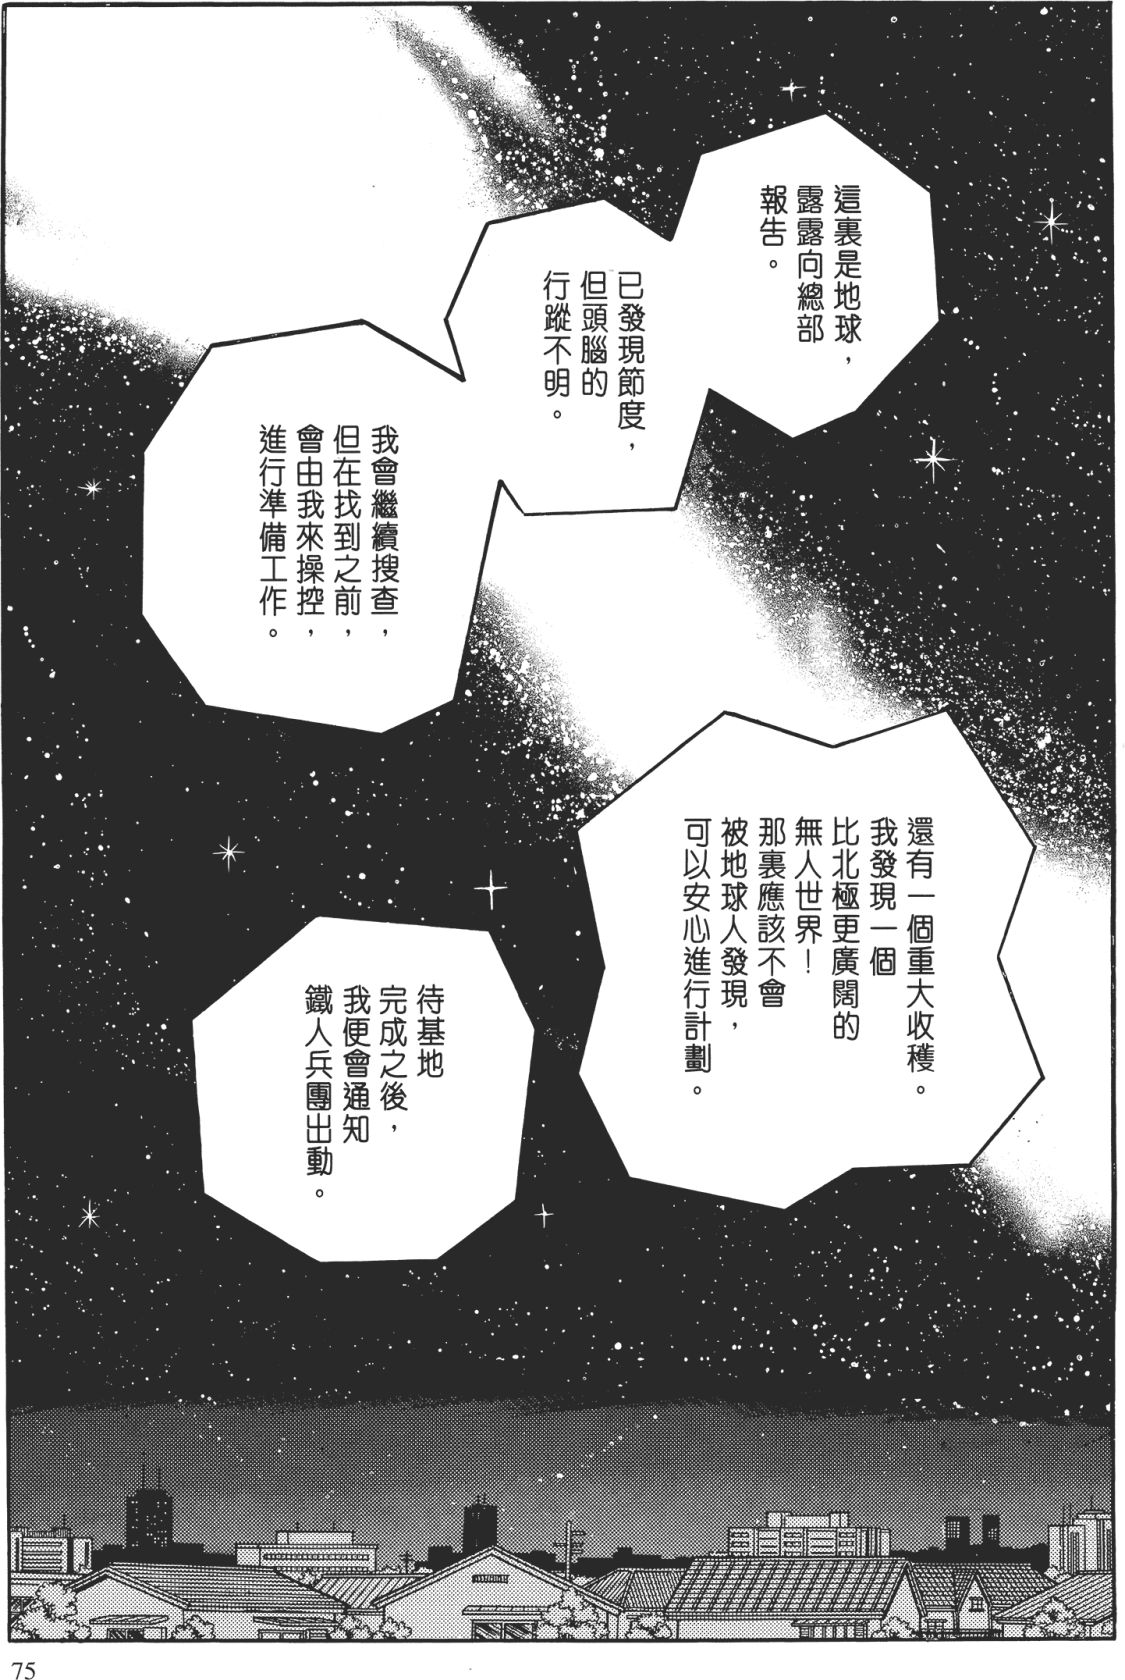 這裏是地球，
露露向總部
報告。
已發現節度，
但頭腦的
行蹤不明。
我會繼續搜查，
但在找到之前，
會由我來操控，
進行準備工作。
還有一個重大收穫。
我發現一個
比北極更廣闊的
無人世界！
那裏應該不會
被地球人發現，
可以安心進行計劃。
待基地
完成之後，
我便會通知
鐵人兵團出動。
75